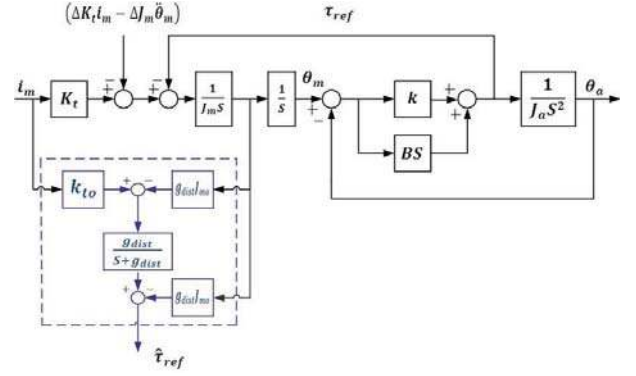 (ΔK_t i_m − ΔJ_m θ̈_m)
τ_ref
i_m
K_t
1/(J_m S)
1/S
θ_m
k
BS
1/(J_a S²)
θ_a
k_to
g_dist J_mo
g_dist/(S+g_dist)
g_dist J_mo
τ̂_ref